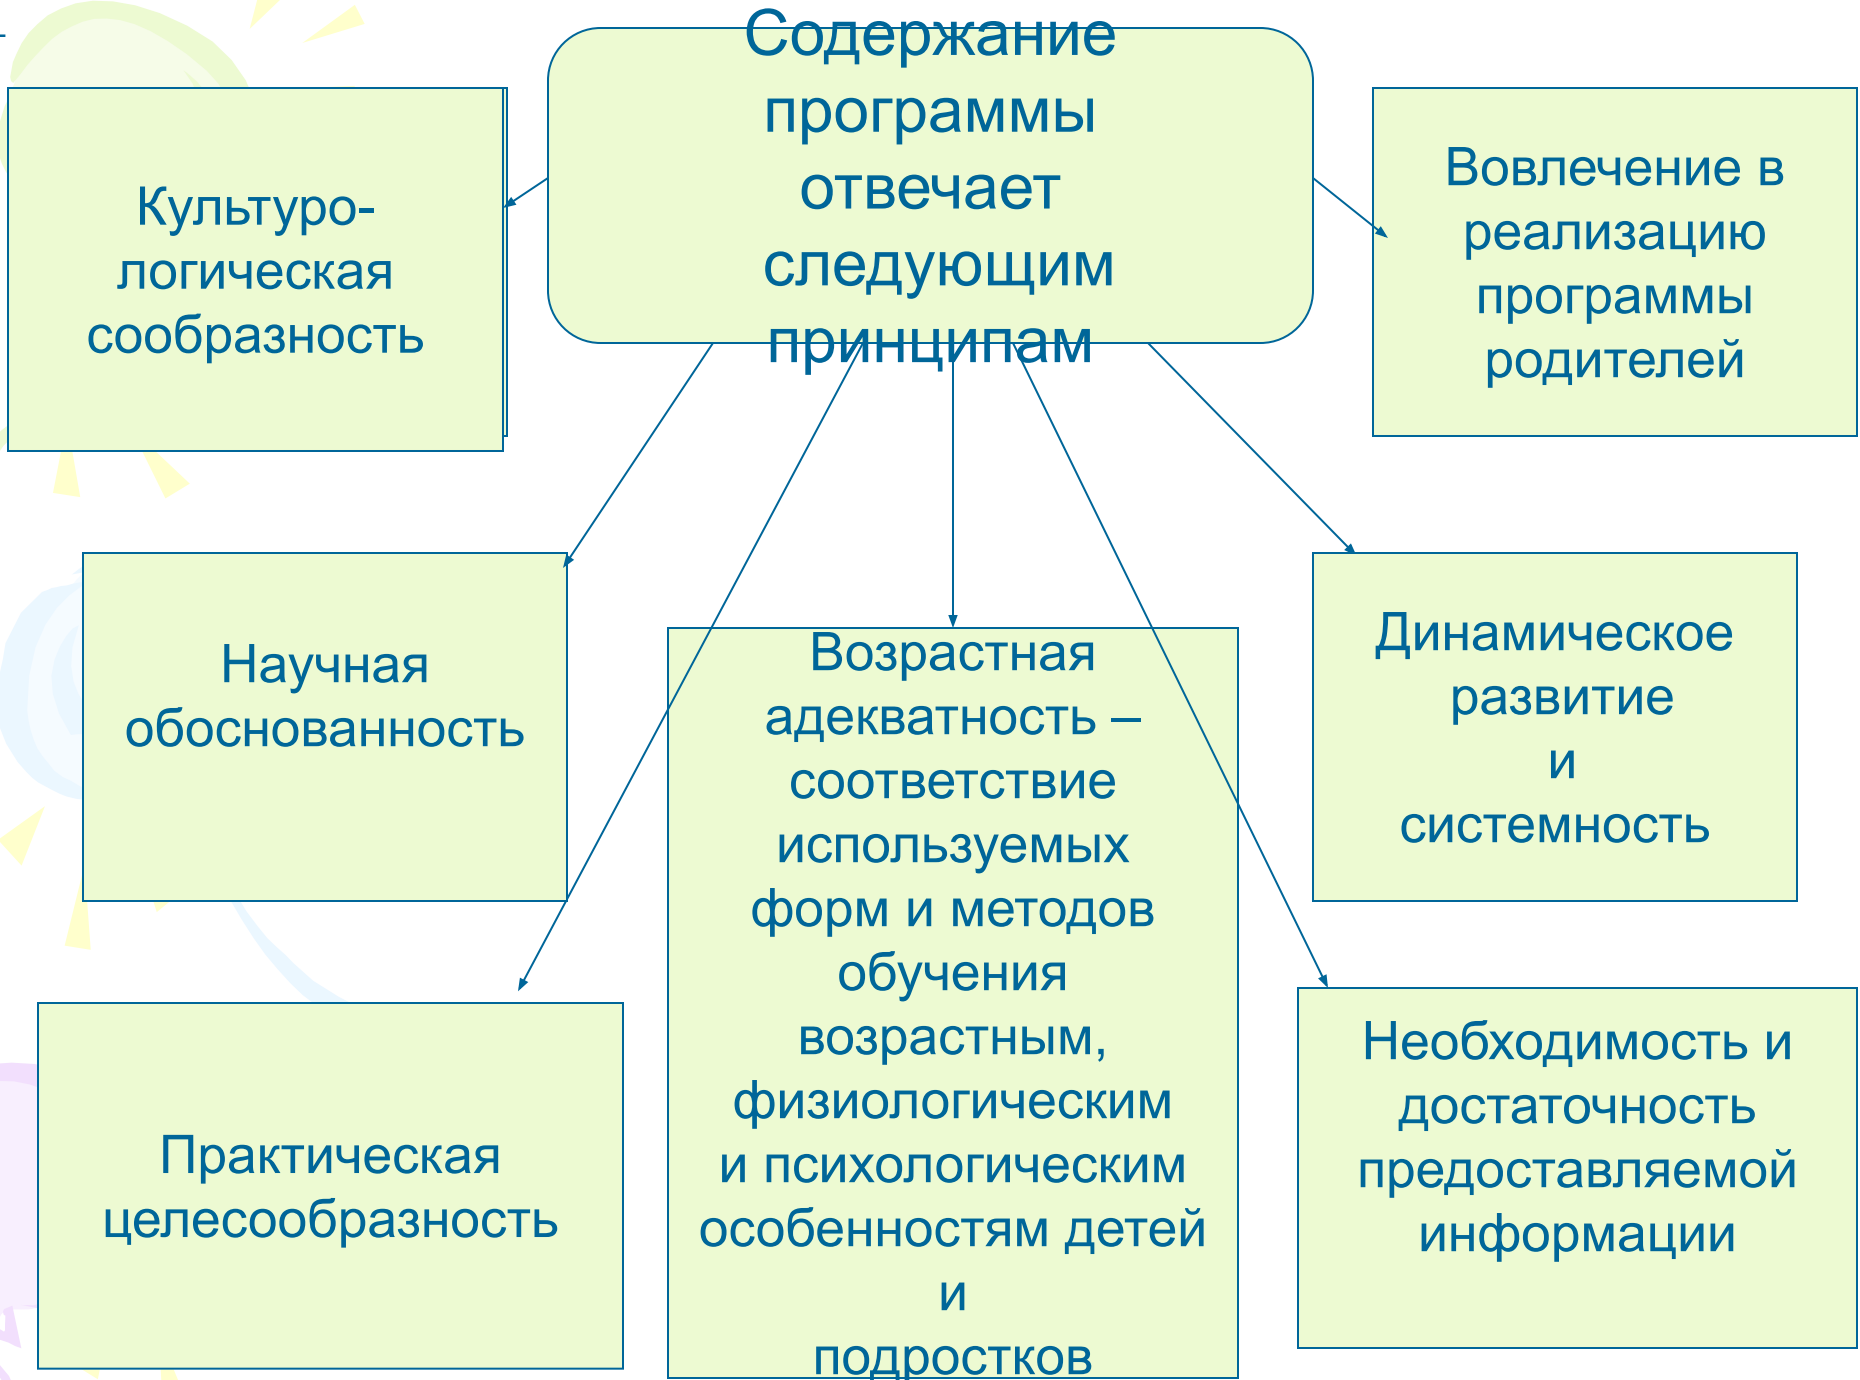 Содержание
программы
отвечает
следующим
принципам
Культуро-
логическая
сообразность
Вовлечение в
реализацию
программы
родителей
Научная
обоснованность
Динамическое
развитие
и
системность
Возрастная
адекватность –
соответствие
используемых
форм и методов
обучения
возрастным,
физиологическим
и психологическим
особенностям детей
и
подростков
Практическая
целесообразность
Необходимость и
достаточность
предоставляемой
информации